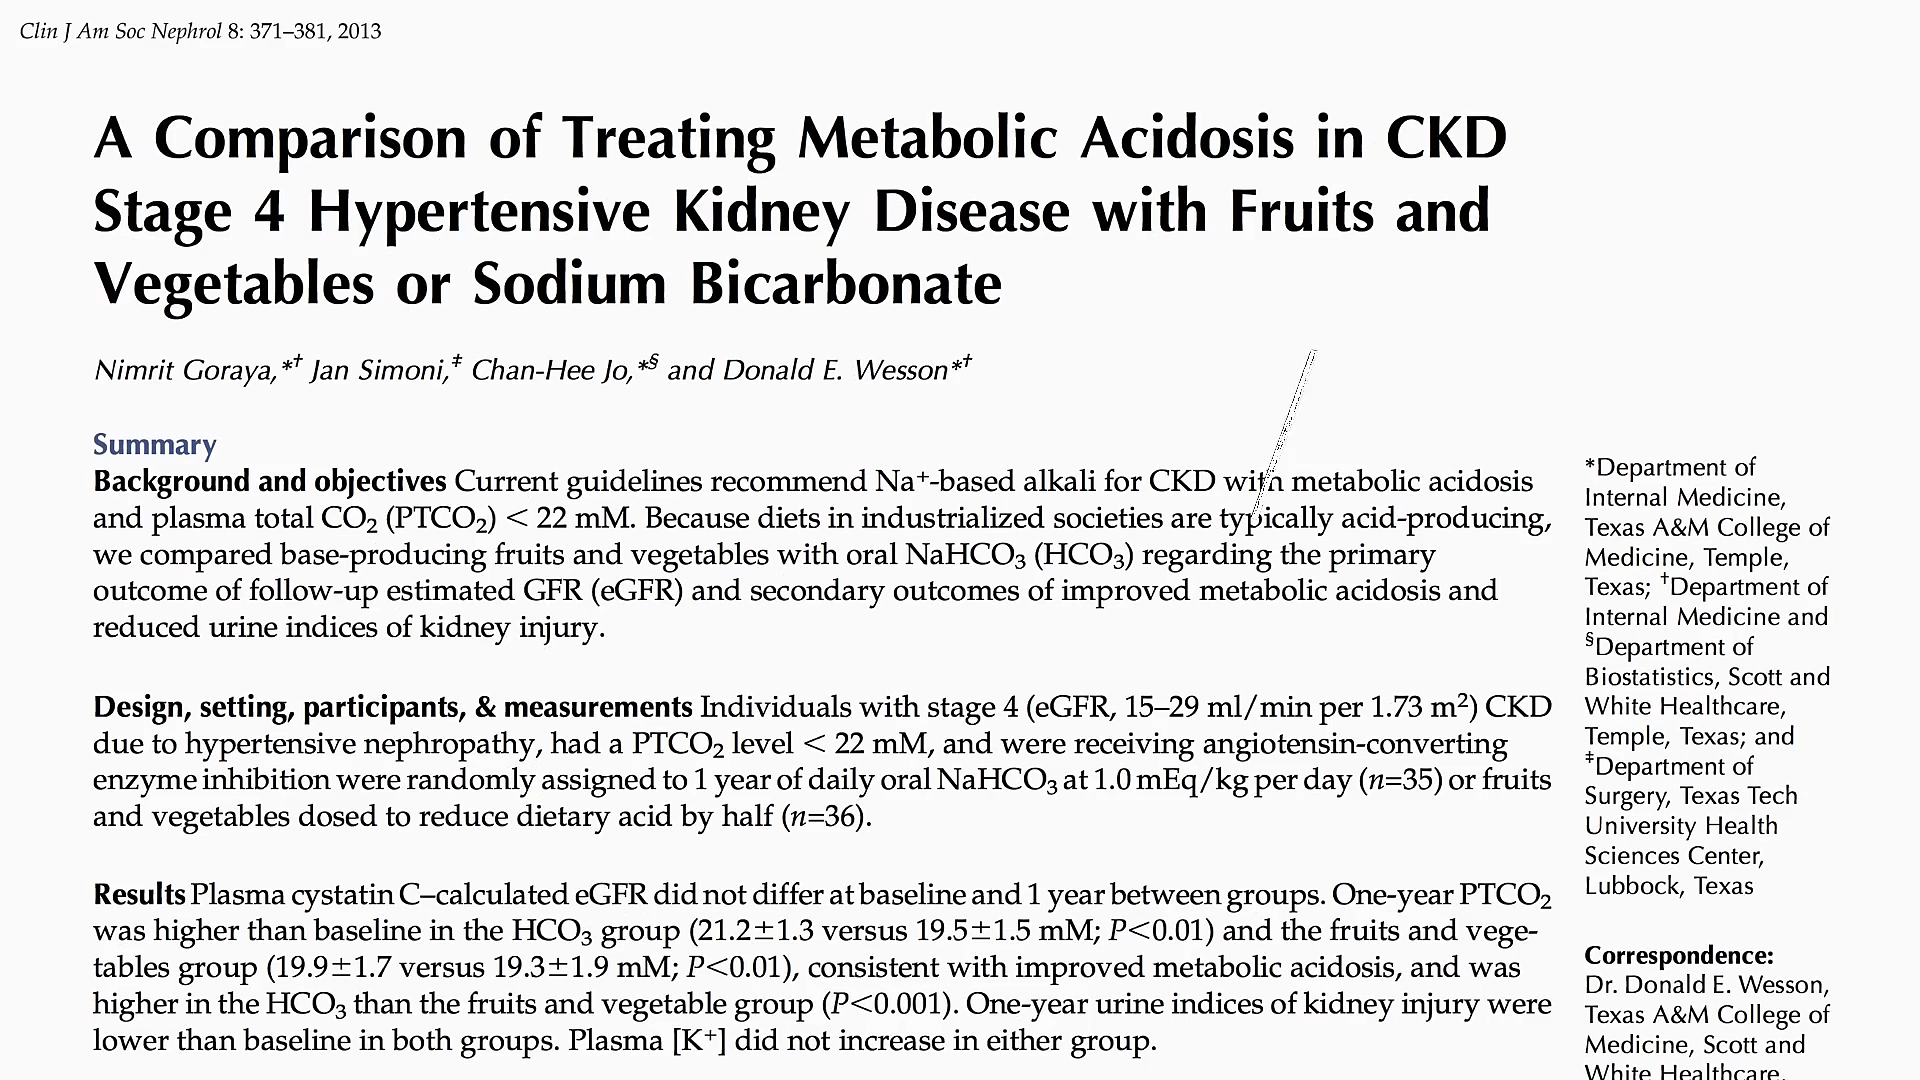 Clin J Am Soc Nephrol 8: 371–381, 2013
A Comparison of Treating Metabolic Acidosis in CKD
Stage 4 Hypertensive Kidney Disease with Fruits and
Vegetables or Sodium Bicarbonate
Nimrit Goraya,*† Jan Simoni,‡ Chan-Hee Jo,*§ and Donald E. Wesson*†
Summary
Background and objectives Current guidelines recommend Na⁺-based alkali for CKD with metabolic acidosis
and plasma total CO₂ (PTCO₂) < 22 mM. Because diets in industrialized societies are typically acid-producing,
we compared base-producing fruits and vegetables with oral NaHCO₃ (HCO₃) regarding the primary
outcome of follow-up estimated GFR (eGFR) and secondary outcomes of improved metabolic acidosis and
reduced urine indices of kidney injury.
Design, setting, participants, & measurements Individuals with stage 4 (eGFR, 15–29 ml/min per 1.73 m²) CKD
due to hypertensive nephropathy, had a PTCO₂ level < 22 mM, and were receiving angiotensin-converting
enzyme inhibition were randomly assigned to 1 year of daily oral NaHCO₃ at 1.0 mEq/kg per day (n=35) or fruits
and vegetables dosed to reduce dietary acid by half (n=36).
Results Plasma cystatin C–calculated eGFR did not differ at baseline and 1 year between groups. One-year PTCO₂
was higher than baseline in the HCO₃ group (21.2±1.3 versus 19.5±1.5 mM; P<0.01) and the fruits and vege-
tables group (19.9±1.7 versus 19.3±1.9 mM; P<0.01), consistent with improved metabolic acidosis, and was
higher in the HCO₃ than the fruits and vegetable group (P<0.001). One-year urine indices of kidney injury were
lower than baseline in both groups. Plasma [K⁺] did not increase in either group.
*Department of
Internal Medicine,
Texas A&M College of
Medicine, Temple,
Texas; †Department of
Internal Medicine and
§Department of
Biostatistics, Scott and
White Healthcare,
Temple, Texas; and
‡Department of
Surgery, Texas Tech
University Health
Sciences Center,
Lubbock, Texas
Correspondence:
Dr. Donald E. Wesson,
Texas A&M College of
Medicine, Scott and
White Healthcare,